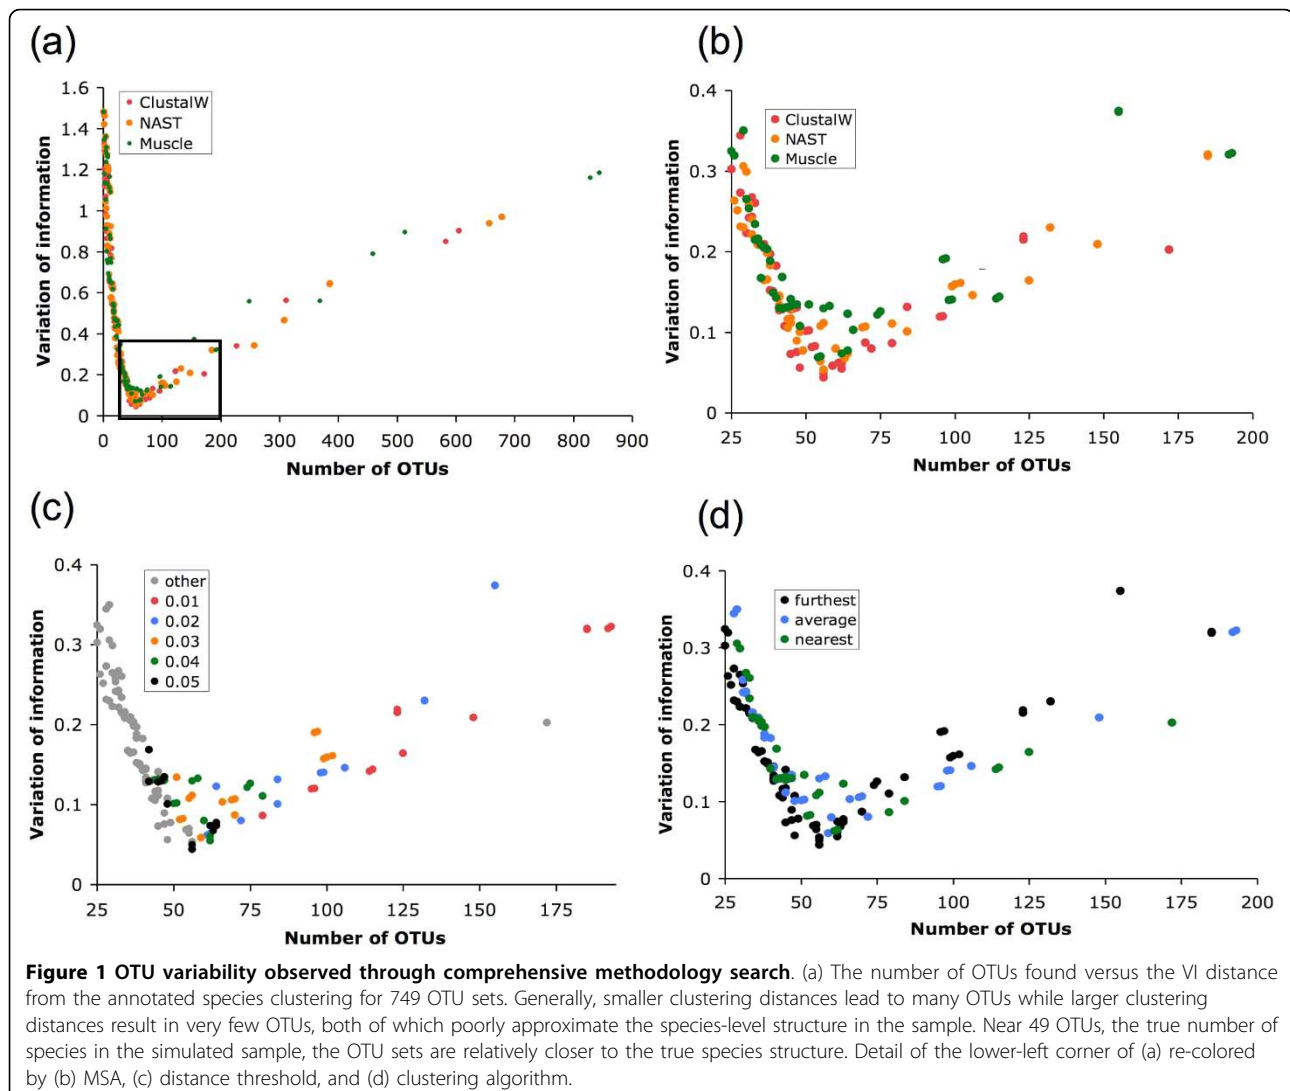 (a)
Variation of information
1.6
1.4
1.2
1
0.8
0.6
0.4
0.2
0
ClustalW
NAST
Muscle
0 100 200 300 400 500 600 700 800 900
Number of OTUs
(b)
Variation of information
0.4
0.3
0.2
0.1
0
ClustalW
NAST
Muscle
25 50 75 100 125 150 175 200
Number of OTUs
(c)
Variation of information
0.4
0.3
0.2
0.1
0
other
0.01
0.02
0.03
0.04
0.05
25 50 75 100 125 150 175
Number of OTUs
(d)
Variation of information
0.4
0.3
0.2
0.1
0
furthest
average
nearest
25 50 75 100 125 150 175 200
Number of OTUs
Figure 1 OTU variability observed through comprehensive methodology search. (a) The number of OTUs found versus the VI distance
from the annotated species clustering for 749 OTU sets. Generally, smaller clustering distances lead to many OTUs while larger clustering
distances result in very few OTUs, both of which poorly approximate the species-level structure in the sample. Near 49 OTUs, the true number of
species in the simulated sample, the OTU sets are relatively closer to the true species structure. Detail of the lower-left corner of (a) re-colored
by (b) MSA, (c) distance threshold, and (d) clustering algorithm.